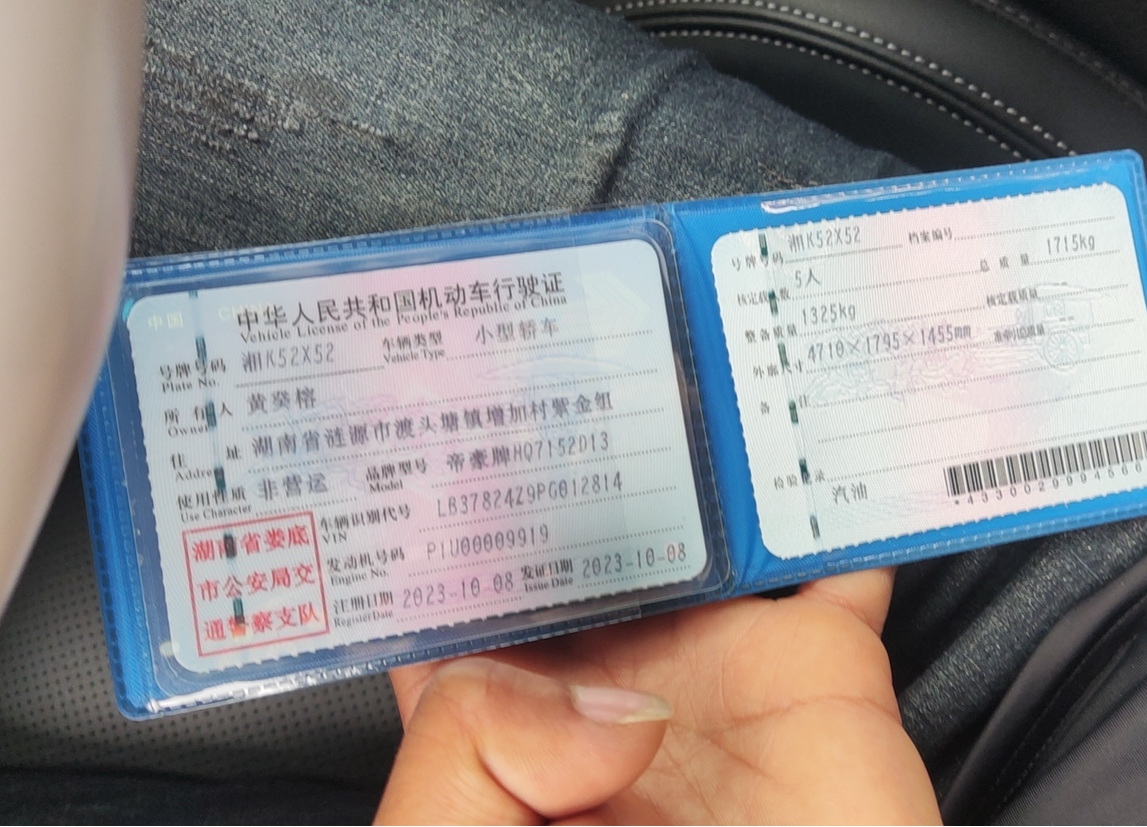 中华人民共和国机动车行驶证
Vehicle License of the People's Republic of China
号牌号码 湘K52X52 车辆类型 小型轿车
Plate No. Vehicle Type
所有人 黄癸榕
Owner
住址 湖南省涟源市渡头塘镇增加村紫金组
Address
使用性质 非营运 品牌型号 帝豪牌HQ7152D13
Use Character Model
车辆识别代号 LB37824Z9PG012814
VIN
发动机号码 P1U00009919
Engine No.
注册日期 2023-10-08 发证日期 2023-10-08
Register Date Issue Date
湖南省娄底
市公安局交
通警察支队
号牌号码 湘K52X52 档案编号
核定载人数 5人 总质量 1715kg
整备质量 1325kg 核定载质量
外廓尺寸 4710×1795×1455mm
备注
检验记录 汽油